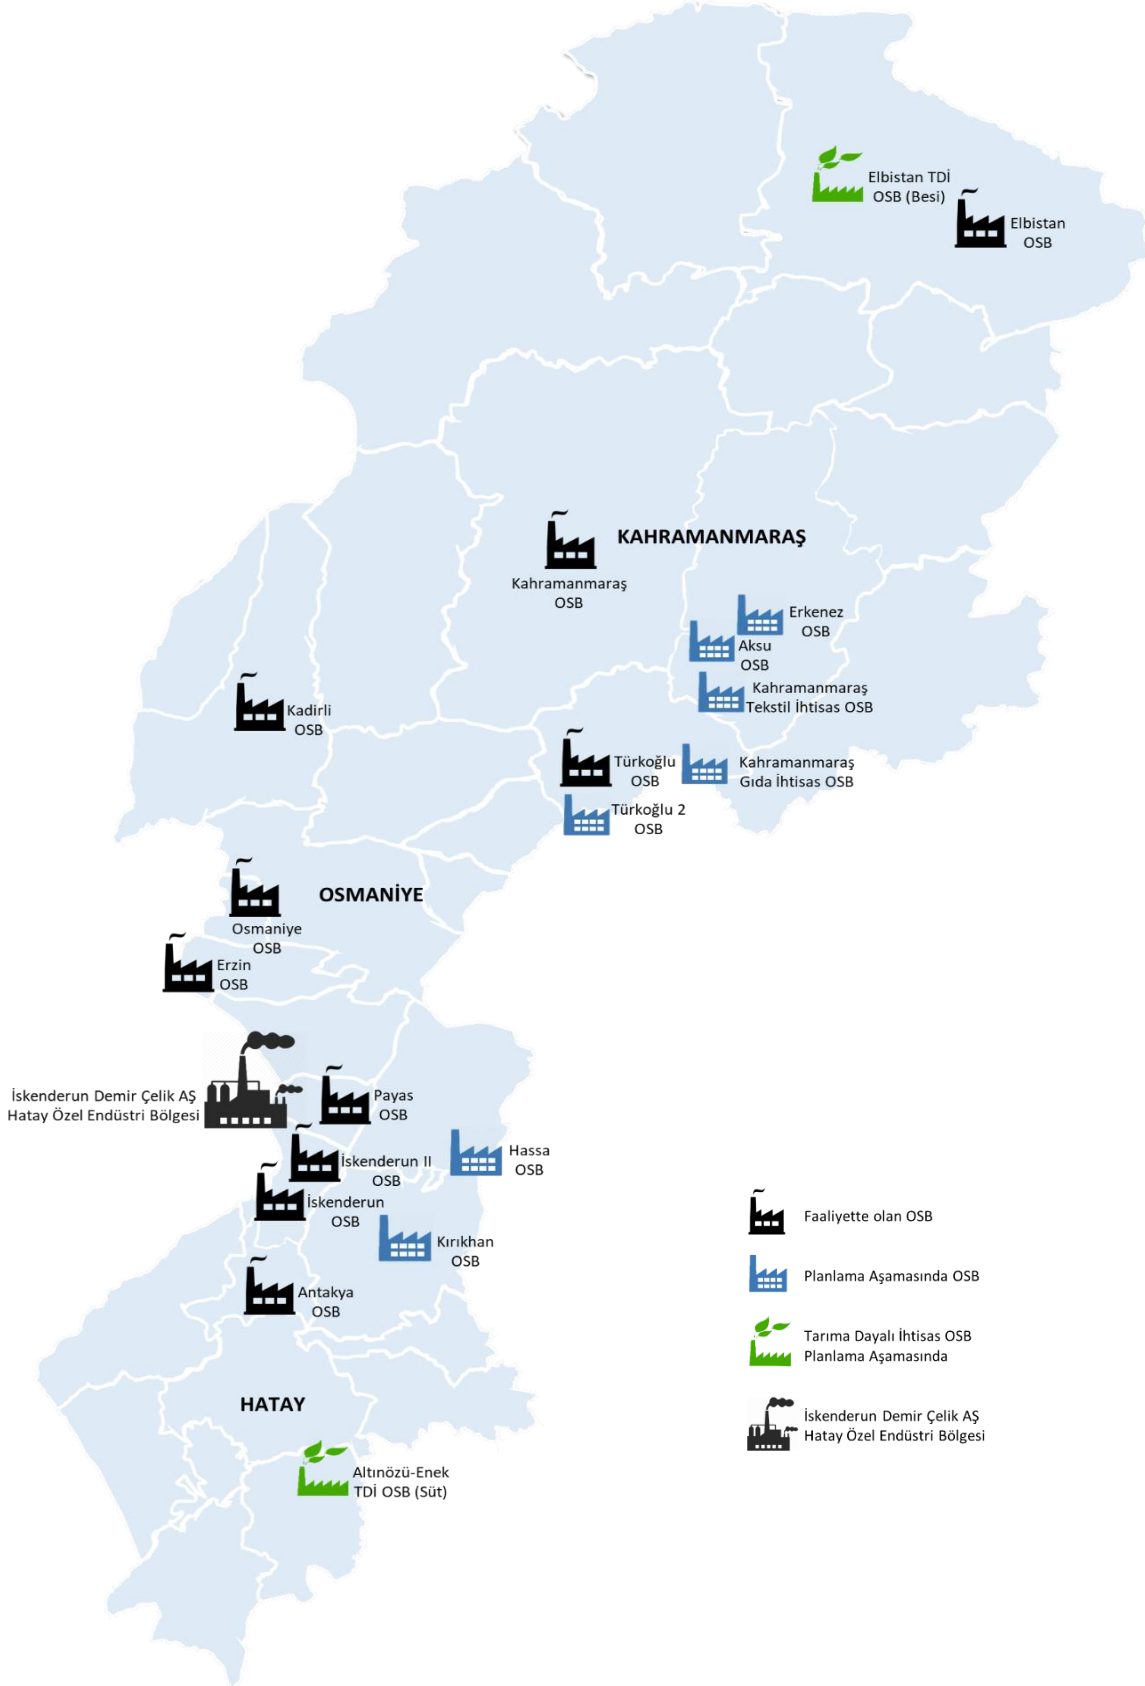 Elbistan TDİ
OSB (Besi)
Elbistan
OSB
KAHRAMANMARAŞ
Kahramanmaraş
OSB
Erkenez
OSB
Aksu
OSB
Kahramanmaraş
Tekstil İhtisas OSB
Kadirli
OSB
Türkoğlu
OSB
Kahramanmaraş
Gıda İhtisas OSB
Türkoğlu 2
OSB
OSMANİYE
Osmaniye
OSB
Erzin
OSB
İskenderun Demir Çelik AŞ
Hatay Özel Endüstri Bölgesi
Payas
OSB
İskenderun II
OSB
Hassa
OSB
İskenderun
OSB
Kırıkhan
OSB
Antakya
OSB
HATAY
Altınözü-Enek
TDİ OSB (Süt)
Faaliyette olan OSB
Planlama Aşamasında OSB
Tarıma Dayalı İhtisas OSB
Planlama Aşamasında
İskenderun Demir Çelik AŞ
Hatay Özel Endüstri Bölgesi